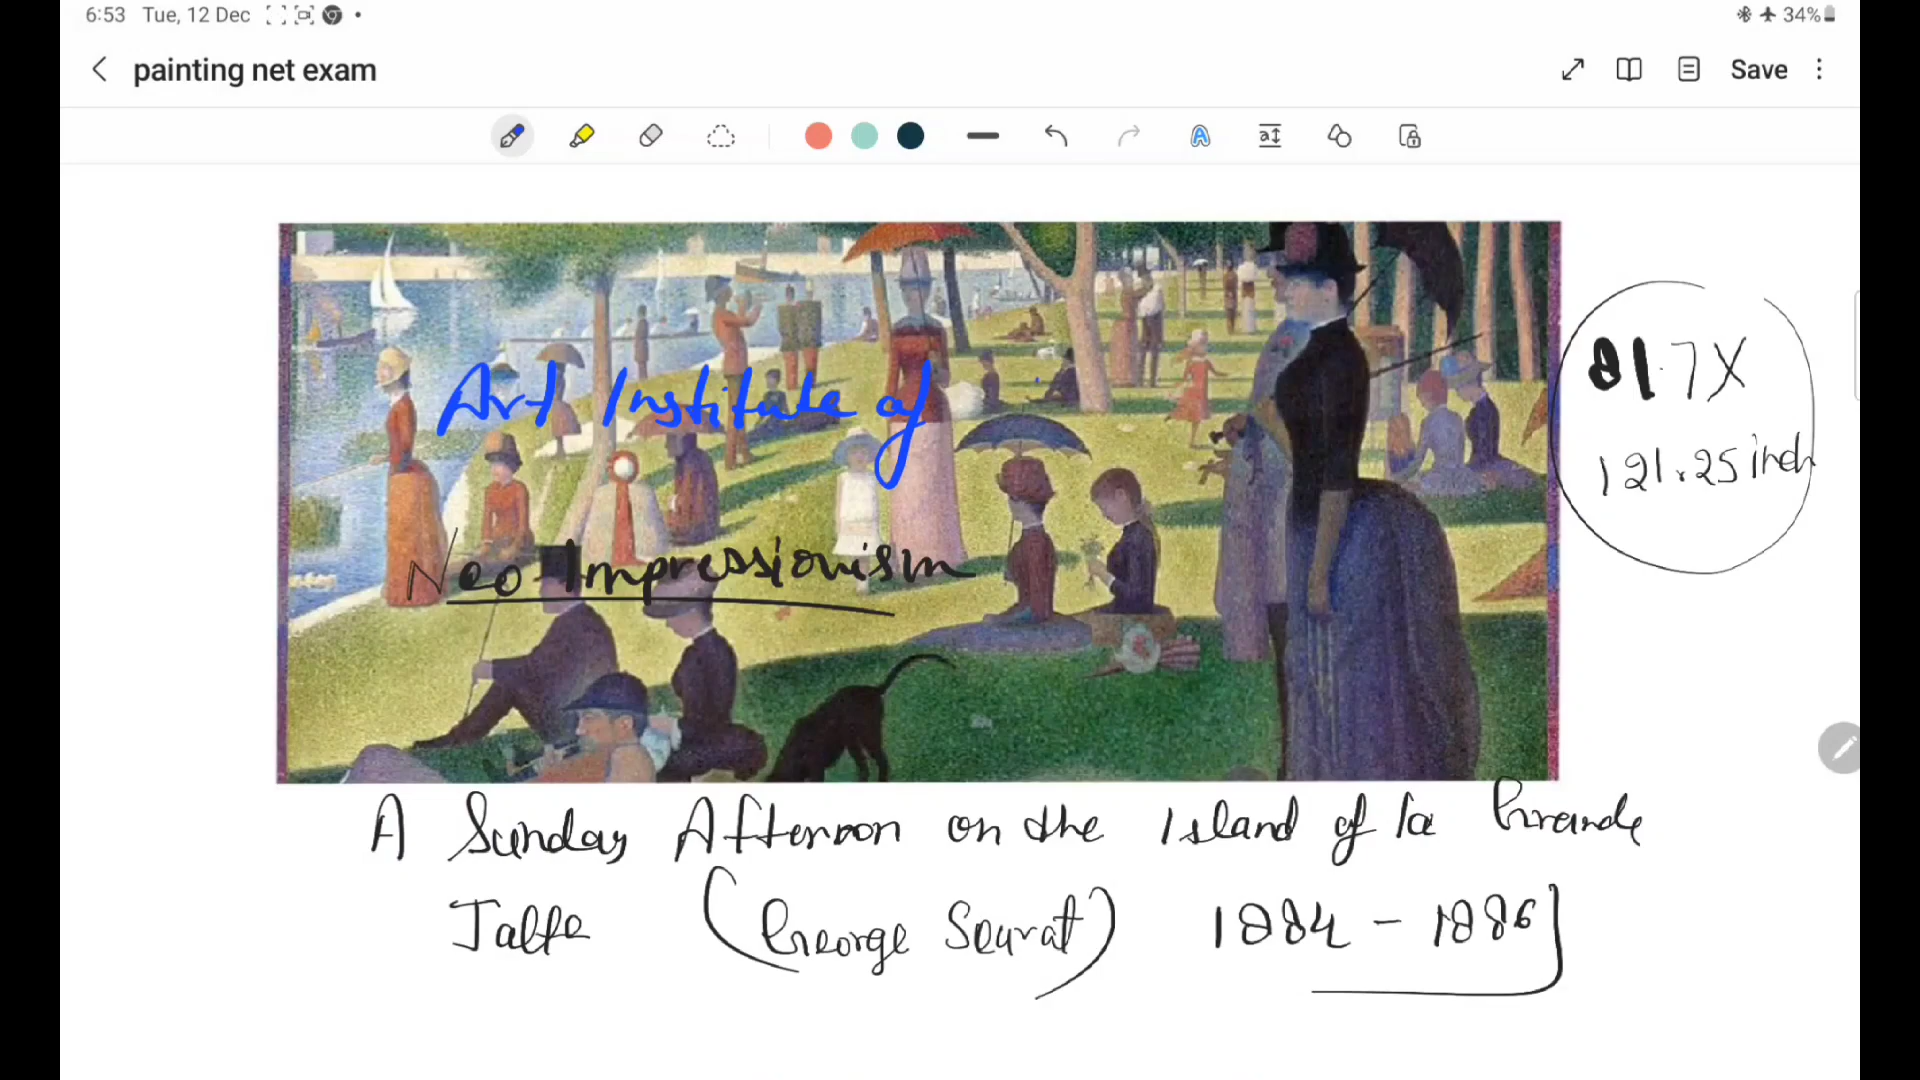 6:53 Tue, 12 Dec
34%
painting net exam
Save
Art Institute of
Neo-Impressionism
81.7X
121.25 inch
A Sunday Afternoon on the Island of la Grande
Jatte (George Seurat) 1884 - 1886